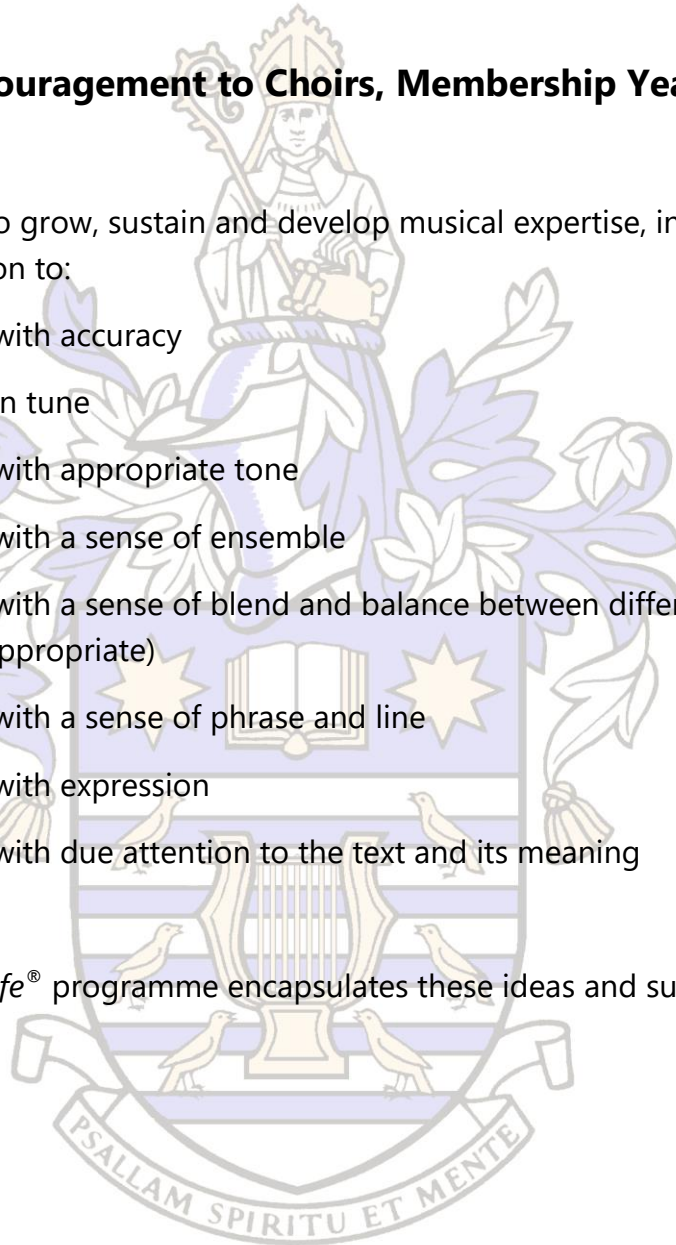 ouragement to Choirs, Membership Yea
o grow, sustain and develop musical expertise, in
on to:
with accuracy
n tune
with appropriate tone
with a sense of ensemble
with a sense of blend and balance between differ
ppropriate)
with a sense of phrase and line
with expression
with due attention to the text and its meaning
fe® programme encapsulates these ideas and su
PSALLAM SPIRITU ET MENTE